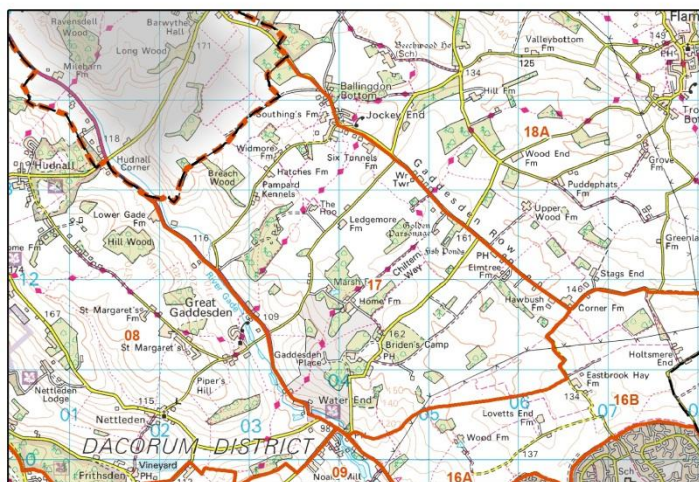 Ravensdell
Wood
Barwythe
Hall
Long Wood
171
Milebarn
Fm
Beechwood Ho
(Sch)
Valleybottom
Fm
125
149
Flam
134
Ballingdon
Bottom
Hill Fm
118
Southing's Fm
Jockey End
18A
Hudnall
Hudnall
Corner
Widmore
Fm
Six Tunnels
Fm
Wood End
Fm
Grove
Fm
Breach
Wood
Hatches Fm
Wr
Twr
Gaddesden Row
Pampard
Kennels
Puddephats
Fm
The
Hoo
Upper
Wood Fm
Lower Gade
Fm
Hill Wood
116
Ledgemore
Fm
Golden
Parsonage
Fish Ponds
161
Greenla
174
12
River Gade
Chiltern
Way
PH
Elmtree
Fm
Stags End
167
Marsh Fm
17
Home Fm
Hawbush
Fm
146
Corner Fm
St Margaret's
Fm
Great
Gaddesden
109
08
St Margaret's
162
Briden's Camp
PH
Holtsmere
End
Gaddesden
Place
Piper's
Hill
04
Eastbrook Hay
Fm
Nettleden
Lodge
134
01
03
05
06
07
16B
115
Nettleden
02
Water End
Lovetts End
Fm
98
Wood Fm
DACORUM DISTRICT
137
Vineyard
PH
Frithsden
09
16A
Sch